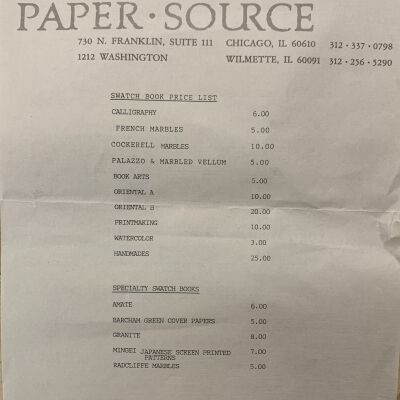 PAPER · SOURCE
730 N. FRANKLIN, SUITE 111 CHICAGO, IL 60610 312 · 337 · 0798
1212 WASHINGTON WILMETTE, IL 60091 312 · 256 · 5290
SWATCH BOOK PRICE LIST
CALLIGRAPHY 6.00
FRENCH MARBLES 5.00
COCKERELL MARBLES 10.00
PALAZZO & MARBLED VELLUM 5.00
BOOK ARTS 5.00
ORIENTAL A 10.00
ORIENTAL B 20.00
PRINTMAKING 10.00
WATERCOLOR 3.00
HANDMADES 25.00
SPECIALTY SWATCH BOOKS
AMATE 6.00
BARCHAM GREEN COVER PAPERS 5.00
GRANITE 8.00
MINGEI JAPANESE SCREEN PRINTED 7.00
PATTERNS
RADCLIFFE MARBLES 5.00